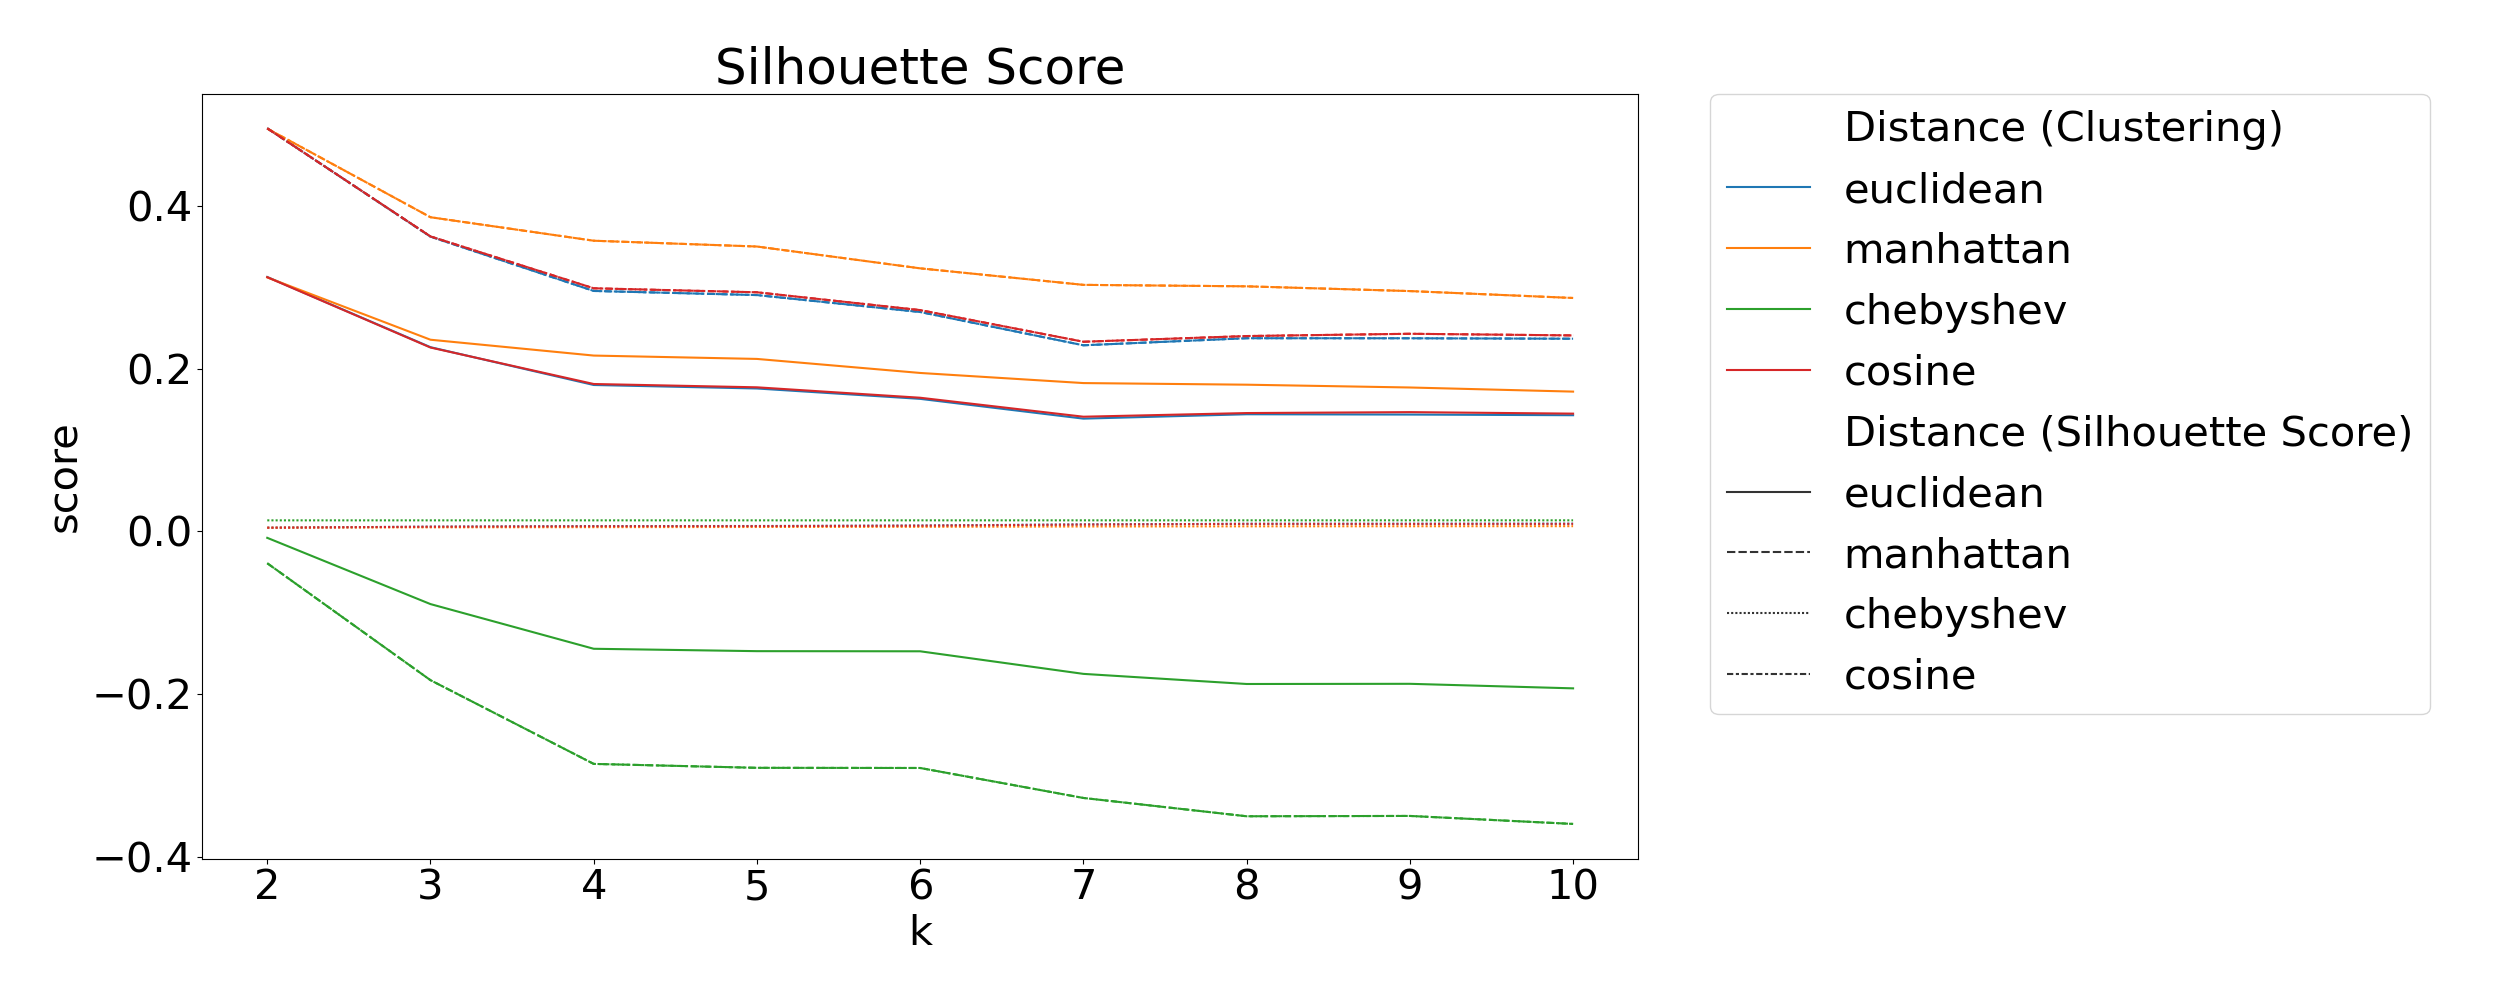 Silhouette Score
score
0.4
0.2
0.0
−0.2
−0.4
2 3 4 5 6 7 8 9 10
k
Distance (Clustering)
euclidean
manhattan
chebyshev
cosine
Distance (Silhouette Score)
euclidean
manhattan
chebyshev
cosine